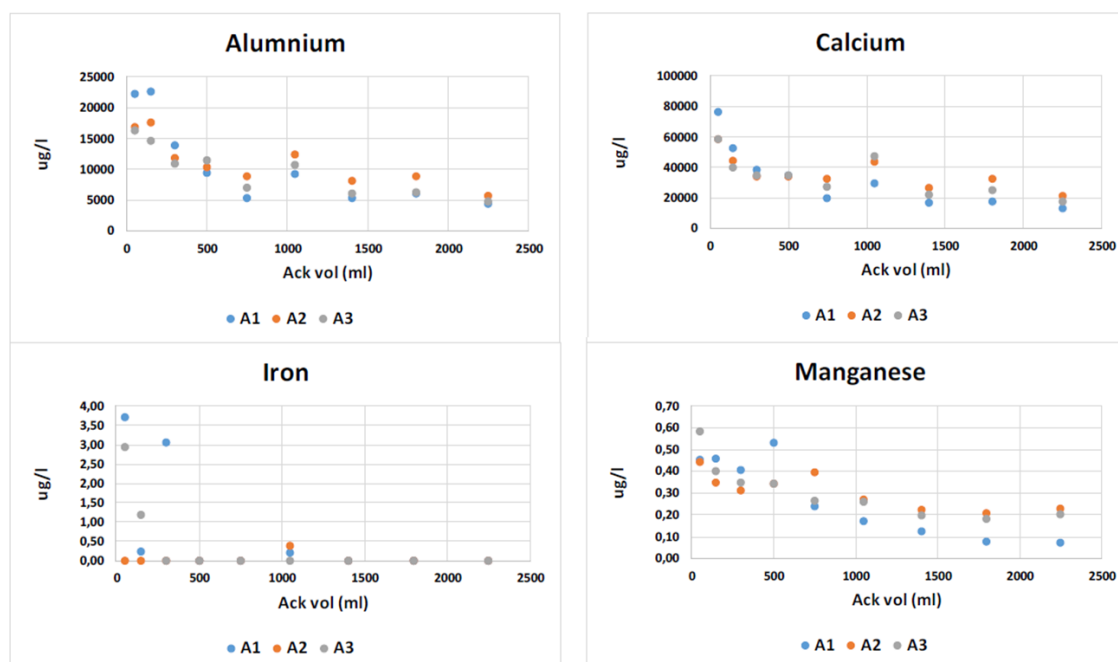 Alumnium
25000
20000
15000
10000
5000
0
ug/l
0 500 1000 1500 2000 2500
Ack vol (ml)
A1 A2 A3
Calcium
100000
80000
60000
40000
20000
0
ug/l
0 500 1000 1500 2000 2500
Ack vol (ml)
A1 A2 A3
Iron
4,00
3,50
3,00
2,50
2,00
1,50
1,00
0,50
0,00
ug/l
0 500 1000 1500 2000 2500
Ack vol (ml)
A1 A2 A3
Manganese
0,70
0,60
0,50
0,40
0,30
0,20
0,10
0,00
ug/l
0 500 1000 1500 2000 2500
Ack vol (ml)
A1 A2 A3